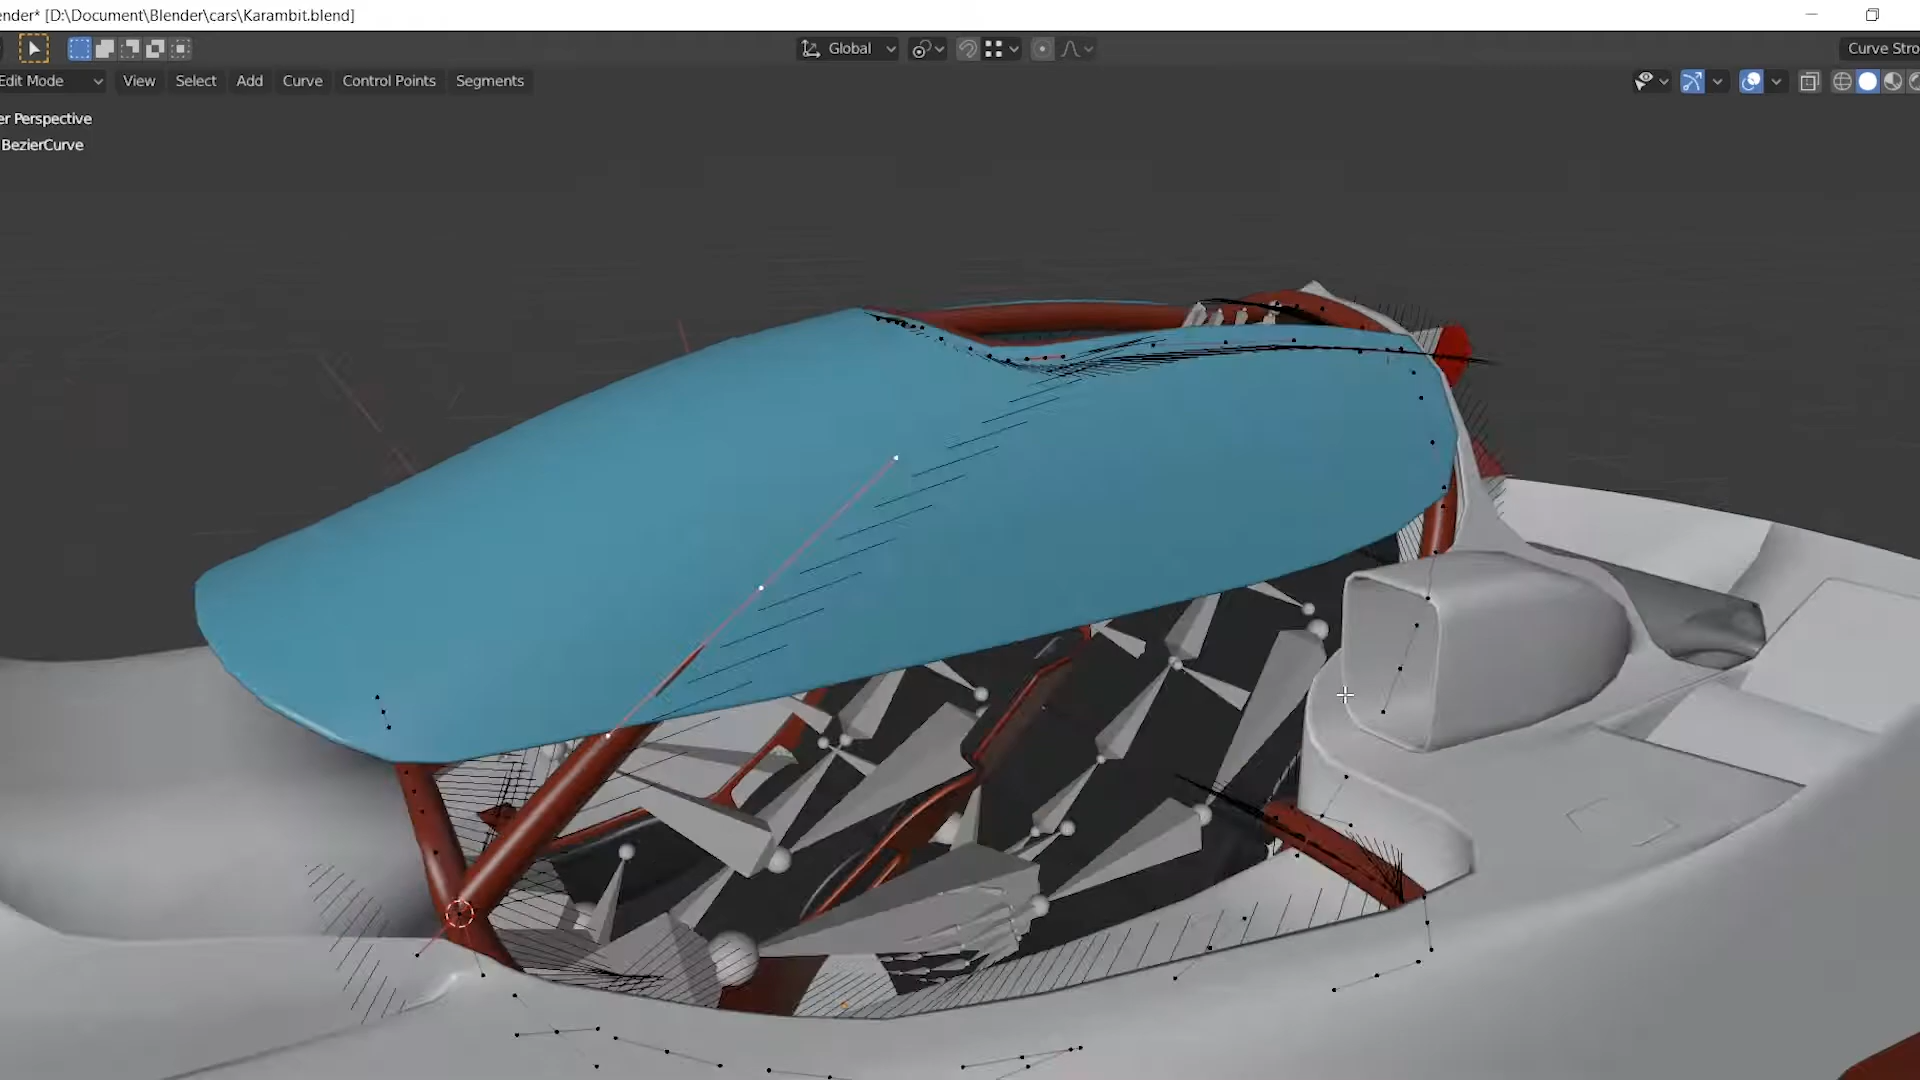 ender* [D:\Document\Blender\cars\Karambit.blend]
Global
Curve Stro
Edit Mode View Select Add Curve Control Points Segments
er Perspective
BezierCurve